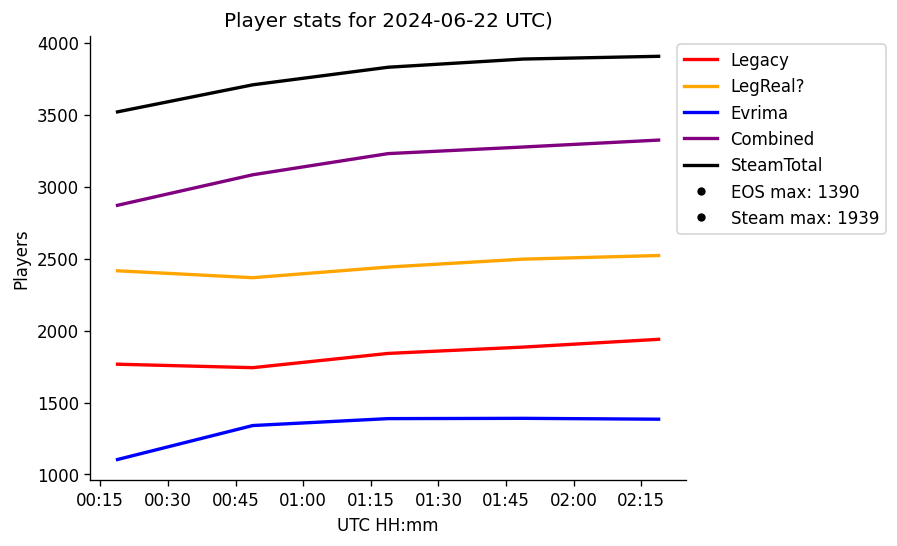 Player stats for 2024-06-22 UTC)
4000
3500
3000
2500
2000
1500
1000
Players
00:15 00:30 00:45 01:00 01:15 01:30 01:45 02:00 02:15
UTC HH:mm
Legacy
LegReal?
Evrima
Combined
SteamTotal
EOS max: 1390
Steam max: 1939